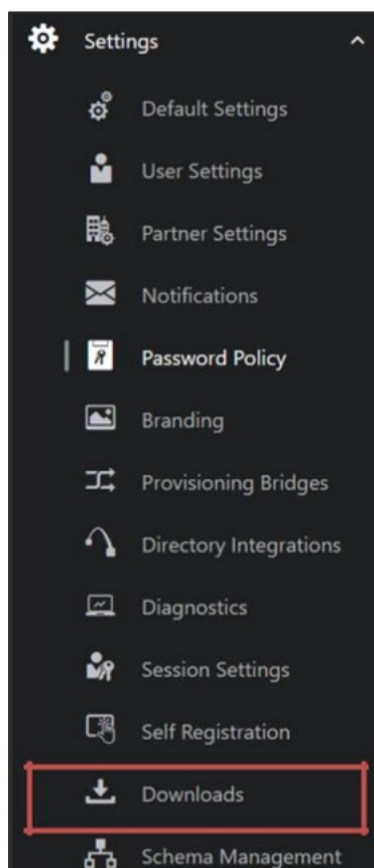 Settings
Default Settings
User Settings
Partner Settings
Notifications
Password Policy
Branding
Provisioning Bridges
Directory Integrations
Diagnostics
Session Settings
Self Registration
Downloads
Schema Management